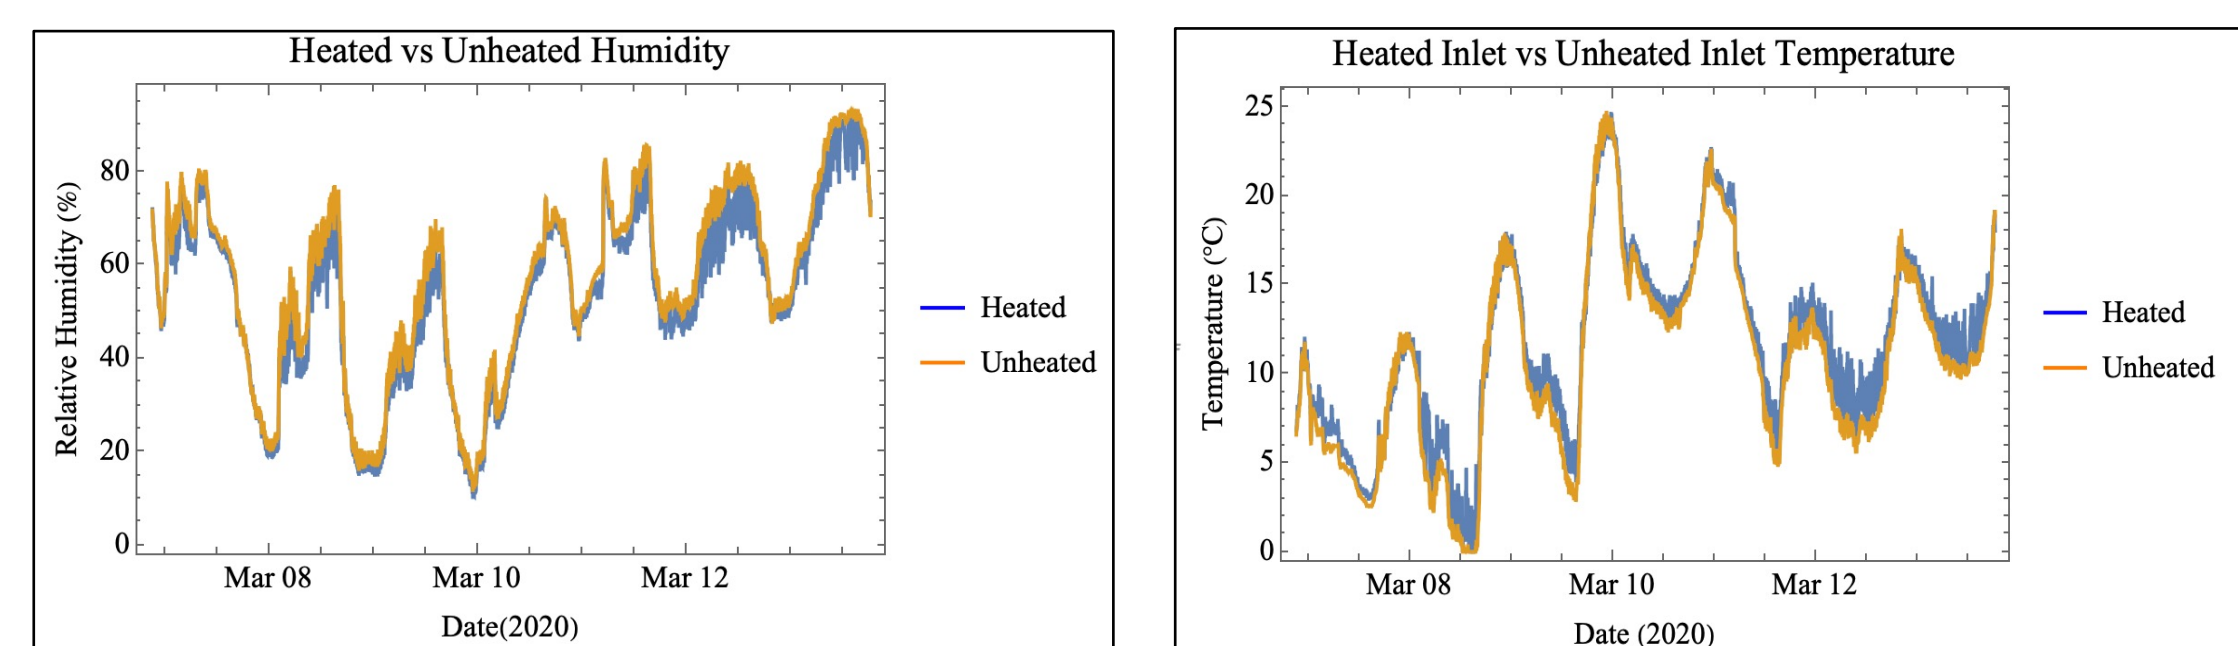 Heated vs Unheated Humidity
Relative Humidity (%)
80
60
40
20
0
Mar 08 Mar 10 Mar 12
Date(2020)
Heated
Unheated
Heated Inlet vs Unheated Inlet Temperature
Temperature (°C)
25
20
15
10
5
0
Mar 08 Mar 10 Mar 12
Date (2020)
Heated
Unheated